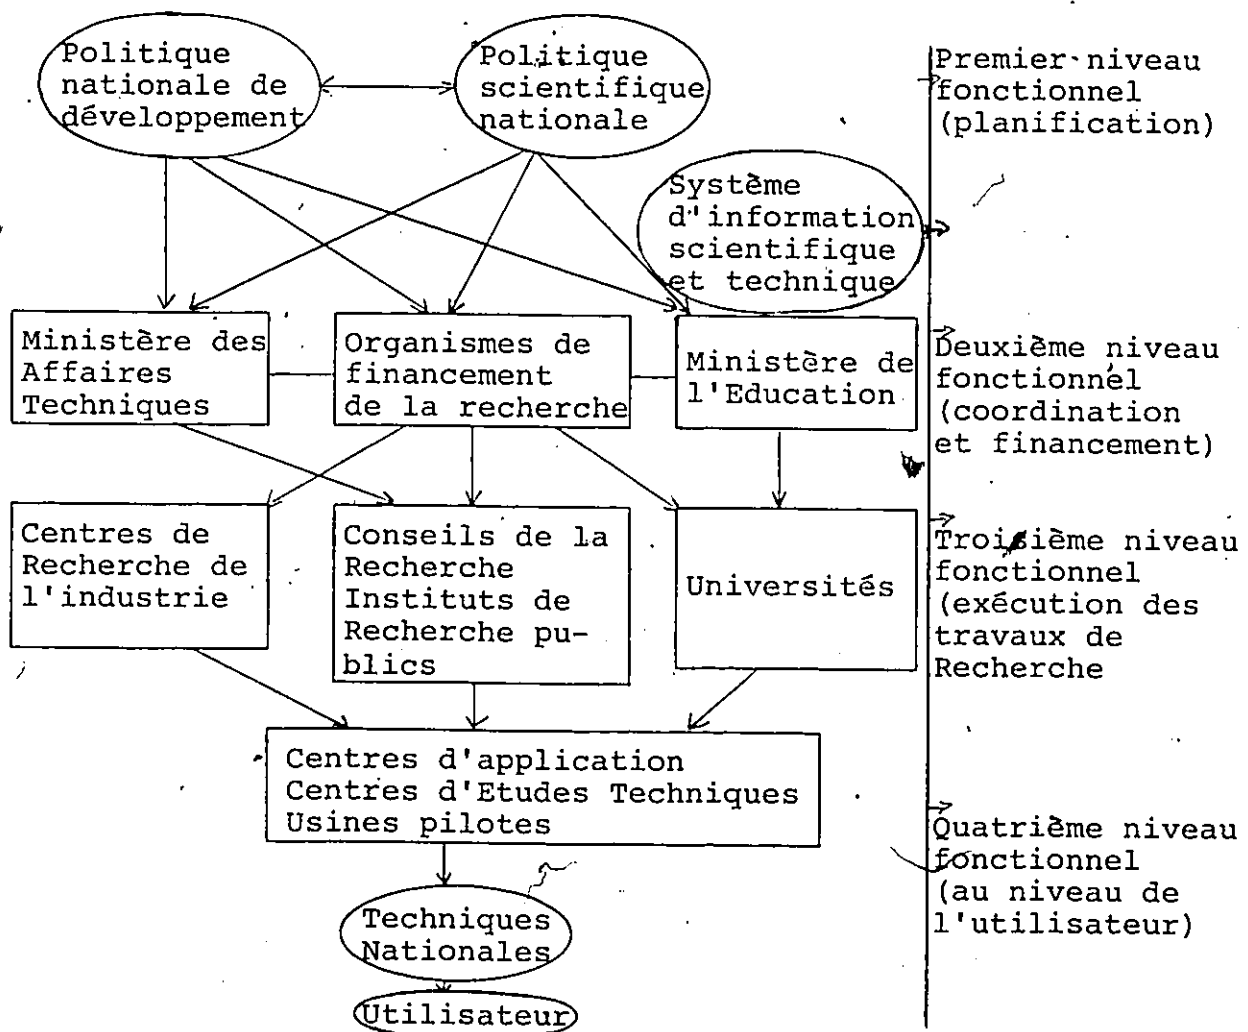 Politique
nationale de
développement
Politique
scientifique
nationale
Premier niveau
fonctionnel
(planification)
Système
d'information
scientifique
et technique
Ministère des
Affaires
Techniques
Organismes de
financement
de la recherche
Ministère de
l'Education
Deuxième niveau
fonctionnel
(coordination
et financement)
Centres de
Recherche de
l'industrie
Conseils de la
Recherche
Instituts de
Recherche pu-
blics
Universités
Troisième niveau
fonctionnel
(exécution des
travaux de
Recherche
Centres d'application
Centres d'Etudes Techniques
Usines pilotes
Quatrième niveau
fonctionnel
(au niveau de
l'utilisateur)
Techniques
Nationales
Utilisateur